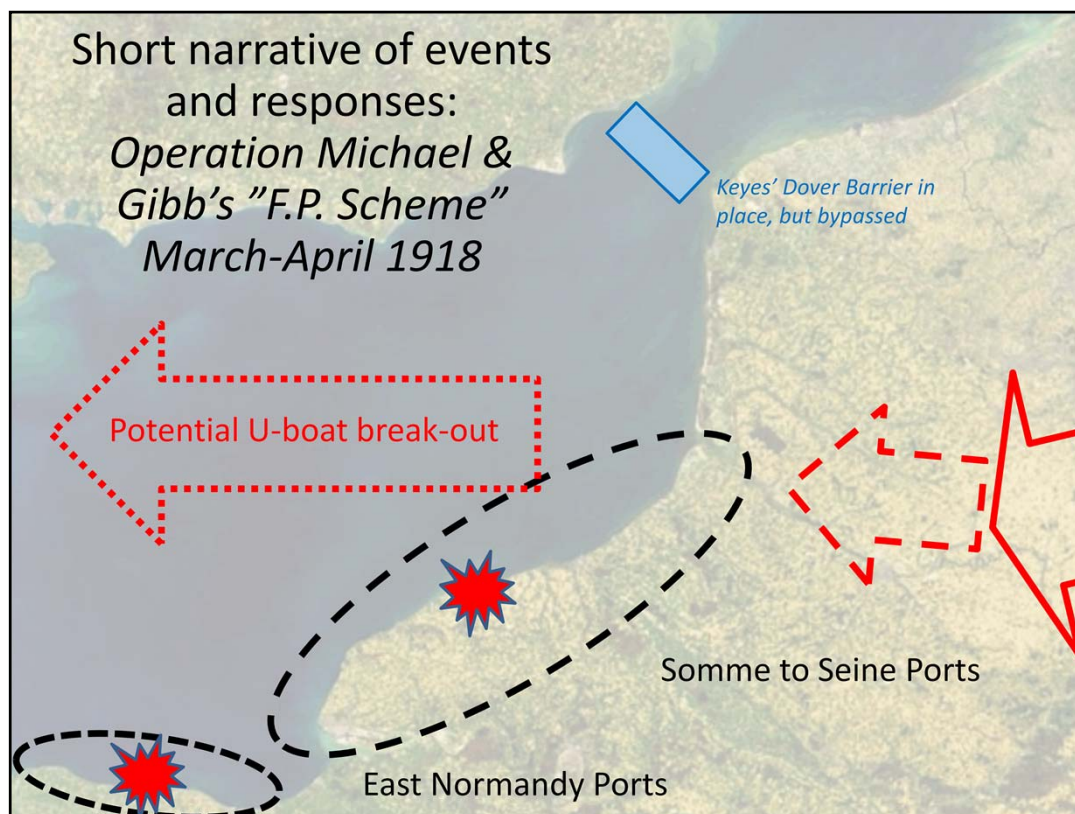 Short narrative of events
and responses:
Operation Michael &
Gibb's ”F.P. Scheme”
March-April 1918
Keyes' Dover Barrier in
place, but bypassed
Potential U-boat break-out
Somme to Seine Ports
East Normandy Ports